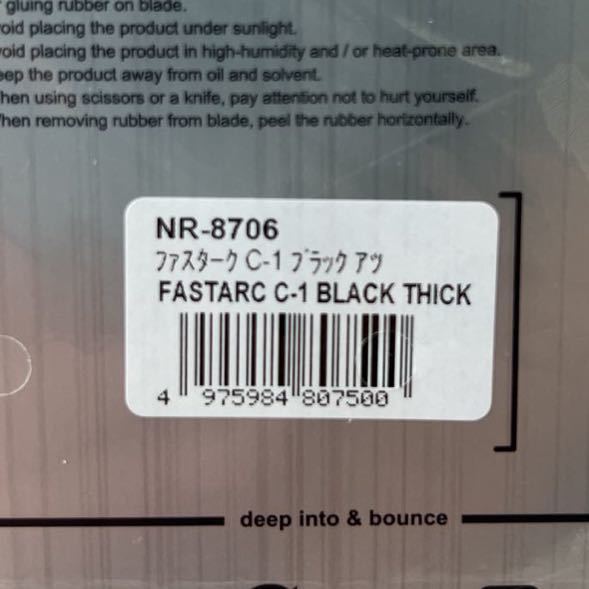 gluing rubber on blade.
oid placing the product under sunlight.
oid placing the product in high-humidity and / or heat-prone area.
eep the product away from oil and solvent.
hen using scissors or a knife, pay attention not to hurt yourself.
hen removing rubber from blade, peel the rubber horizontally.
NR-8706
ﾌｧｽﾀｰｸ C-1 ﾌﾞﾗｯｸ ｱﾂ
FASTARC C-1 BLACK THICK
4 975984 807500
deep into & bounce